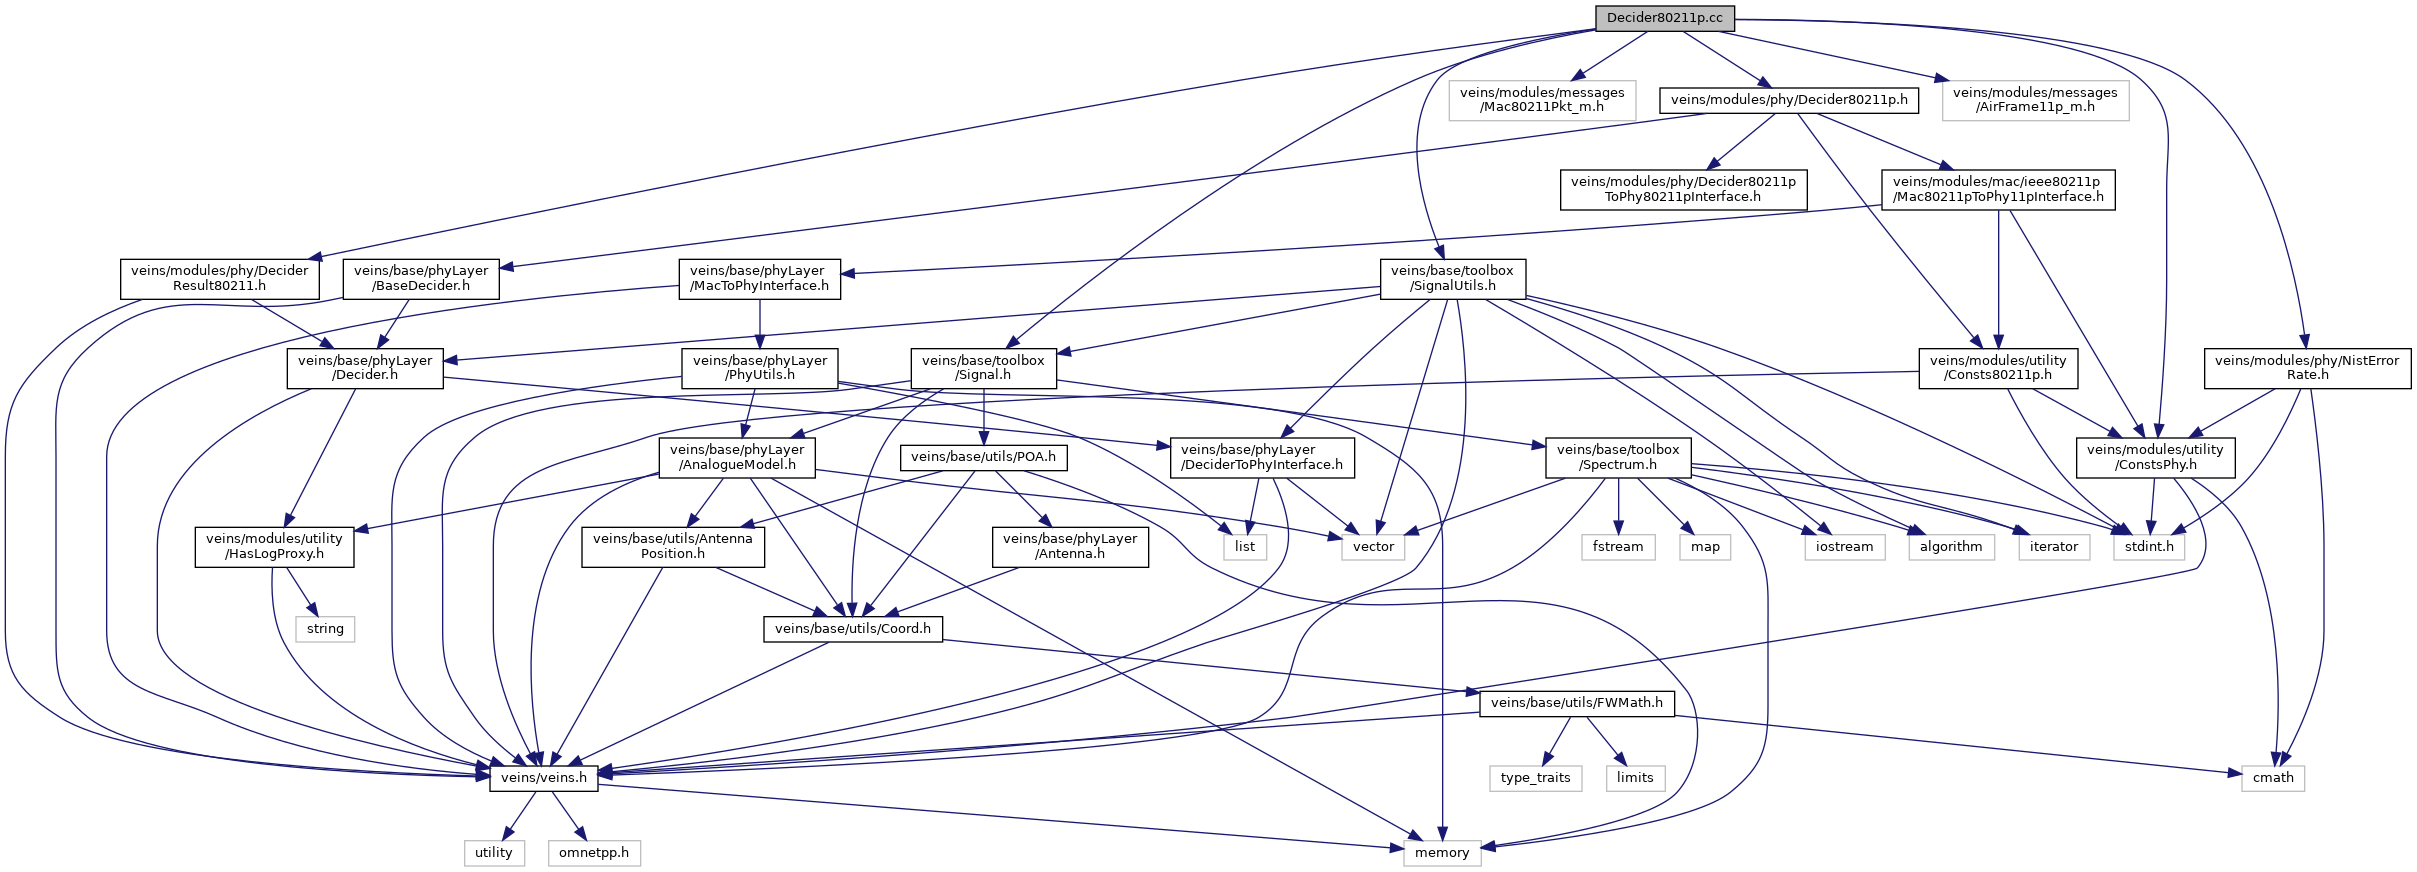 Decider80211p.cc
veins/modules/messages
/Mac80211Pkt_m.h
veins/modules/phy/Decider80211p.h
veins/modules/messages
/AirFrame11p_m.h
veins/modules/phy/Decider80211p
ToPhy80211pInterface.h
veins/modules/mac/ieee80211p
/Mac80211pToPhy11pInterface.h
veins/modules/phy/Decider
Result80211.h
veins/base/phyLayer
/BaseDecider.h
veins/base/phyLayer
/MacToPhyInterface.h
veins/base/toolbox
/SignalUtils.h
veins/base/phyLayer
/Decider.h
veins/base/phyLayer
/PhyUtils.h
veins/base/toolbox
/Signal.h
veins/modules/utility
/Consts80211p.h
veins/modules/phy/NistError
Rate.h
veins/base/phyLayer
/AnalogueModel.h
veins/base/utils/POA.h
veins/base/phyLayer
/DeciderToPhyInterface.h
veins/base/toolbox
/Spectrum.h
veins/modules/utility
/ConstsPhy.h
veins/modules/utility
/HasLogProxy.h
veins/base/utils/Antenna
Position.h
veins/base/phyLayer
/Antenna.h
list
vector
fstream
map
iostream
algorithm
iterator
stdint.h
string
veins/base/utils/Coord.h
veins/base/utils/FWMath.h
veins/veins.h
type_traits
limits
cmath
utility
omnetpp.h
memory